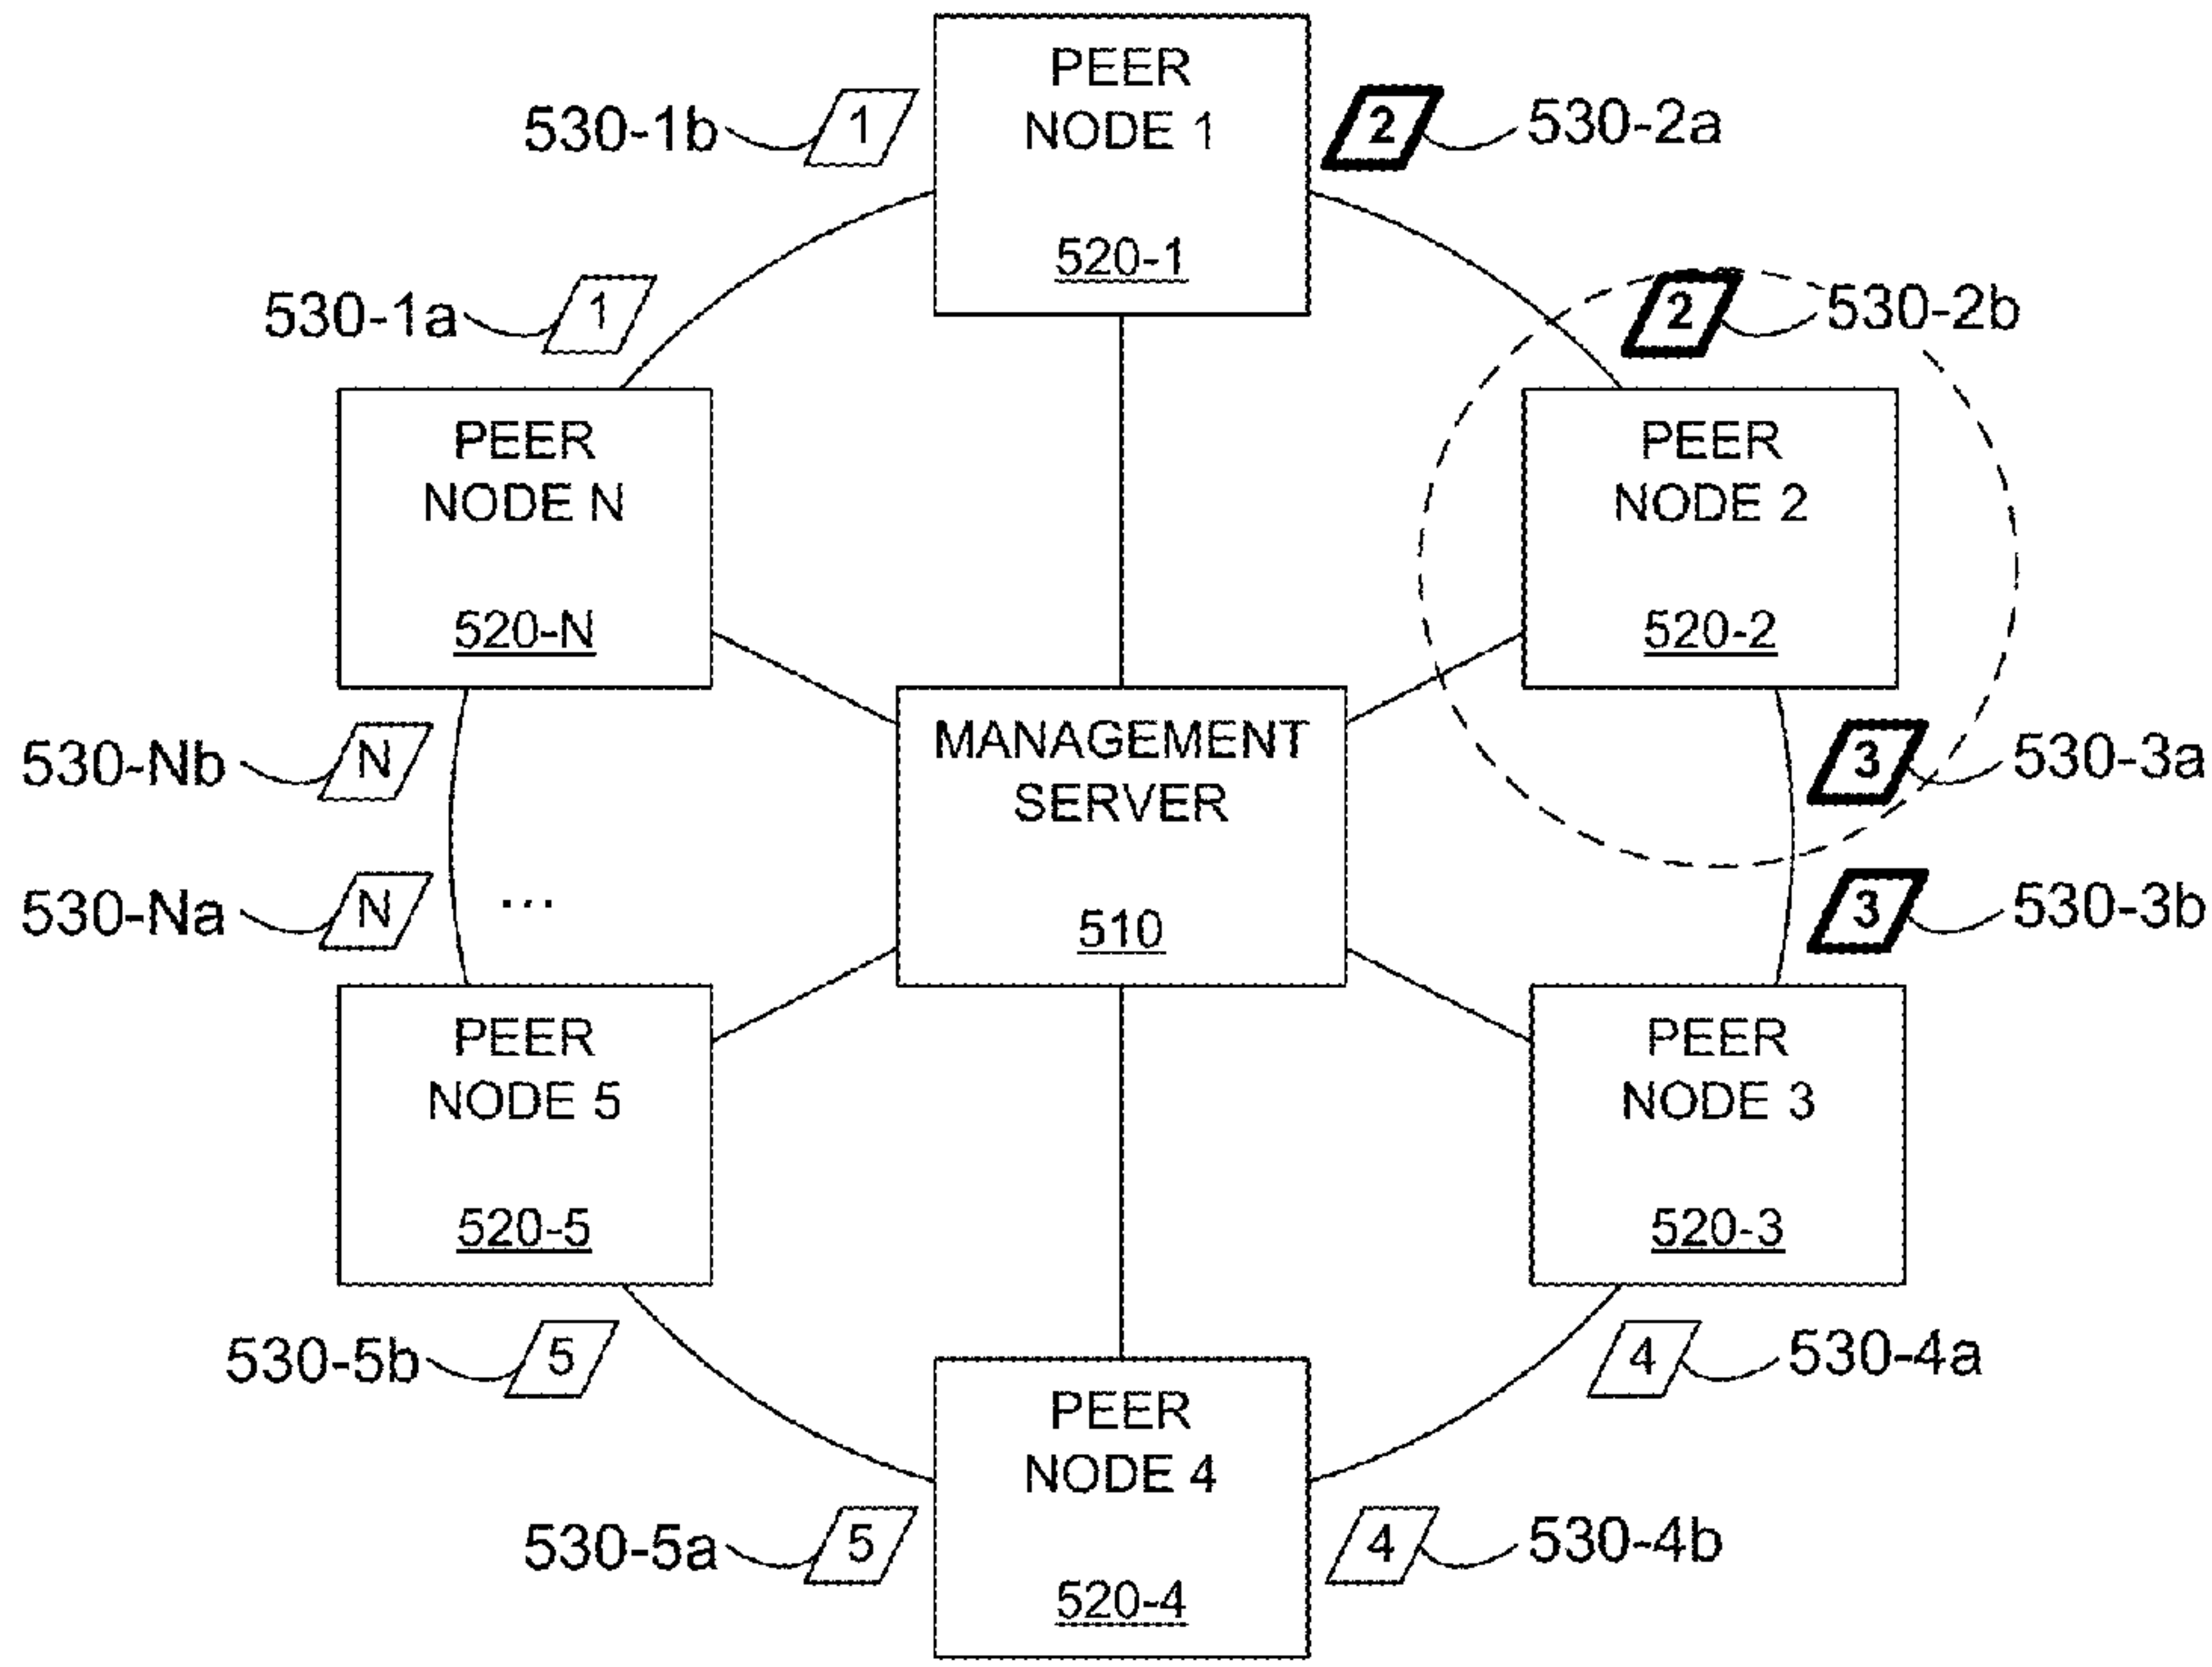 PEER
NODE 1
520-1
530-1b
1
2
530-2a
530-1a
1
2
530-2b
PEER
NODE N
520-N
PEER
NODE 2
520-2
530-Nb
N
MANAGEMENT
SERVER
510
3
530-3a
530-Na
N
...
3
530-3b
PEER
NODE 5
520-5
PEER
NODE 3
520-3
530-5b
5
4
530-4a
PEER
NODE 4
520-4
530-5a
5
4
530-4b